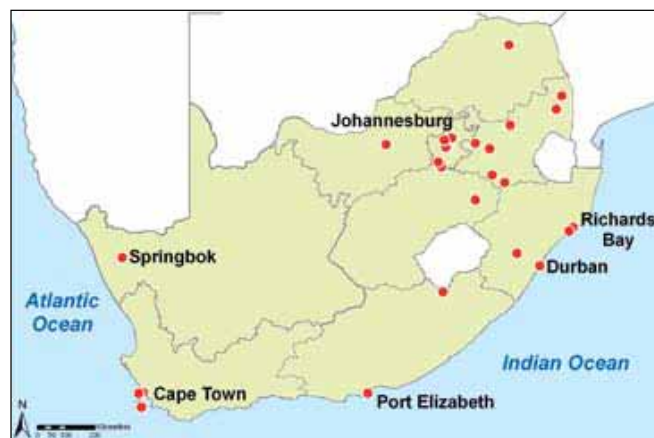 Johannesburg
Richards
Bay
Springbok
Durban
Atlantic
Ocean
Indian Ocean
Cape Town
Port Elizabeth
N